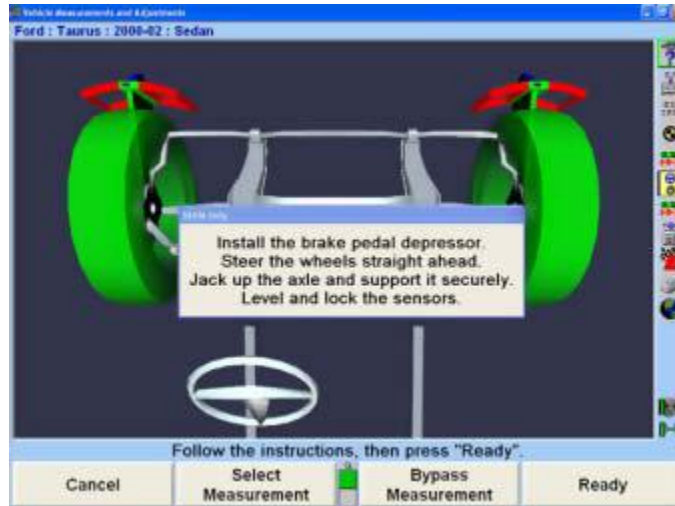 Vehicle Measurements and Adjustments
Ford : Taurus : 2000-02 : Sedan
Install the brake pedal depressor.
Steer the wheels straight ahead.
Jack up the axle and support it securely.
Level and lock the sensors.
Follow the instructions, then press "Ready".
Cancel
Select
Measurement
Bypass
Measurement
Ready